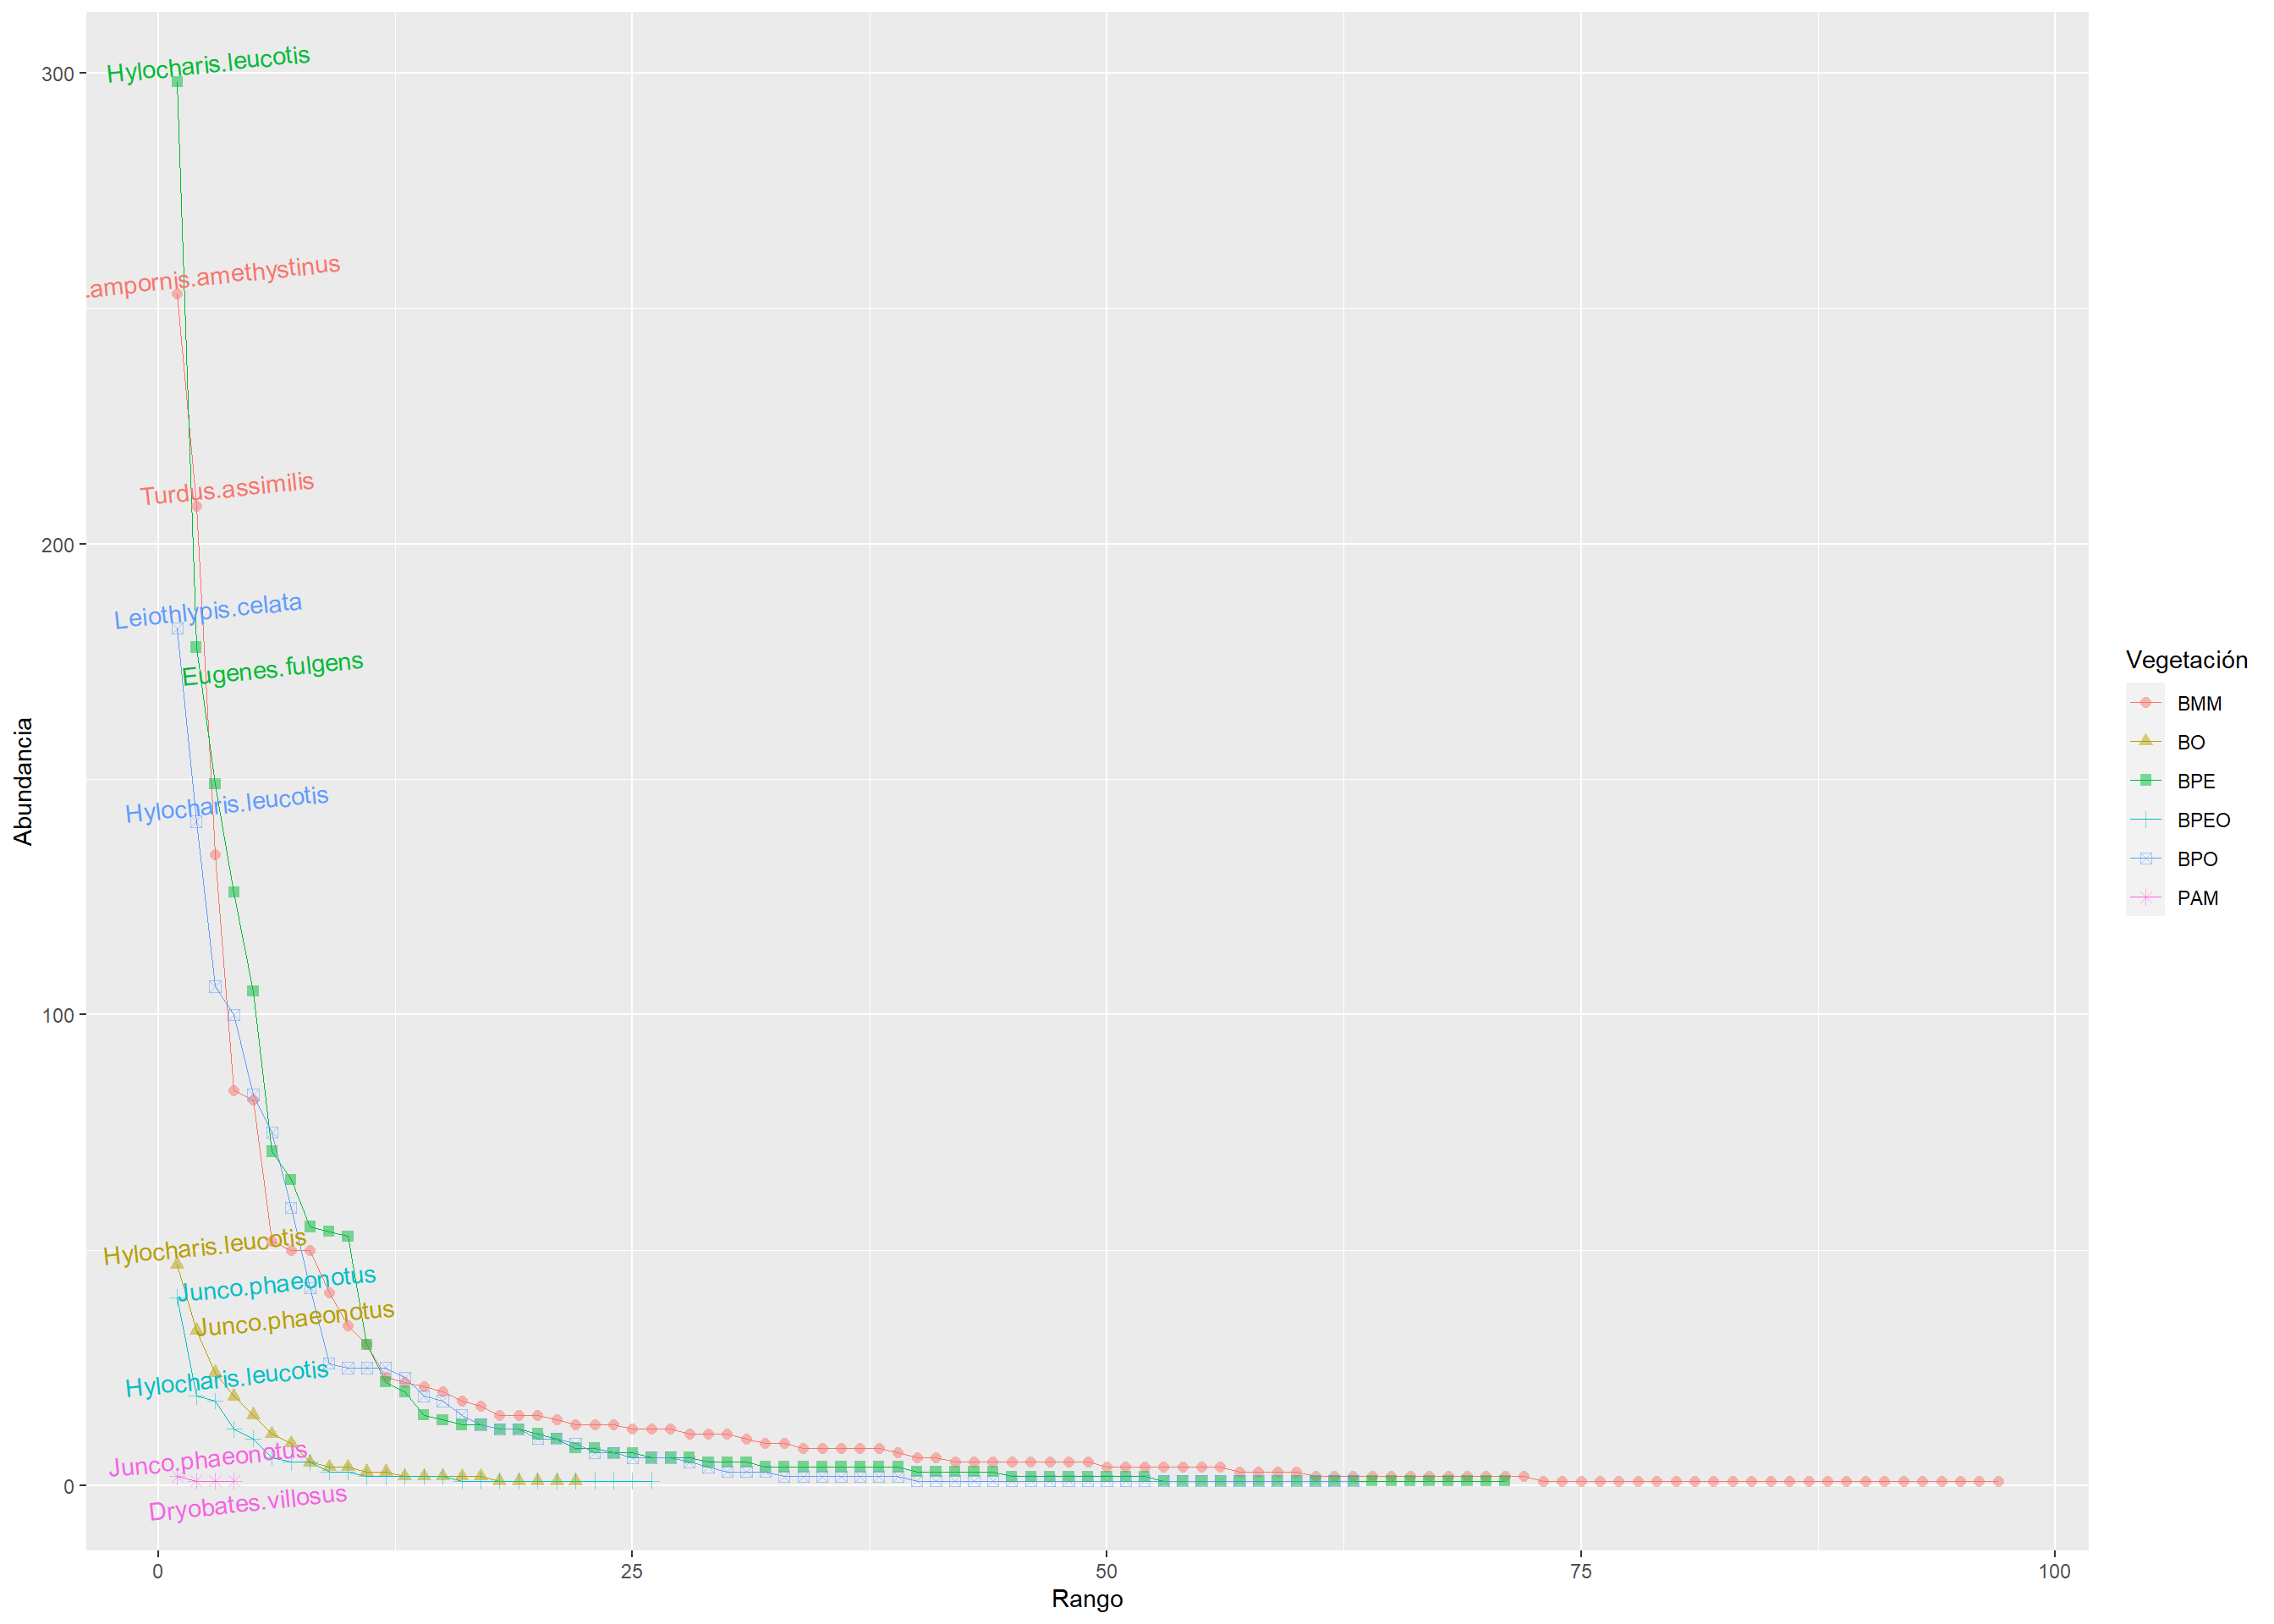 Hylocharis.leucotis
.ampornis.amethystinus
Turdus.assimilis
Leiothlypis.celata
Eugenes.fulgens
Hylocharis.leucotis
Hylocharis.leucotis
Junco.phaeonotus
Junco.phaeonotus
Hylocharis.leucotis
Junco.phaeonotus
Dryobates.villosus
300
200
100
0
Abundancia
0
25
50
75
100
Rango
Vegetación
BMM
BO
BPE
BPEO
BPO
PAM